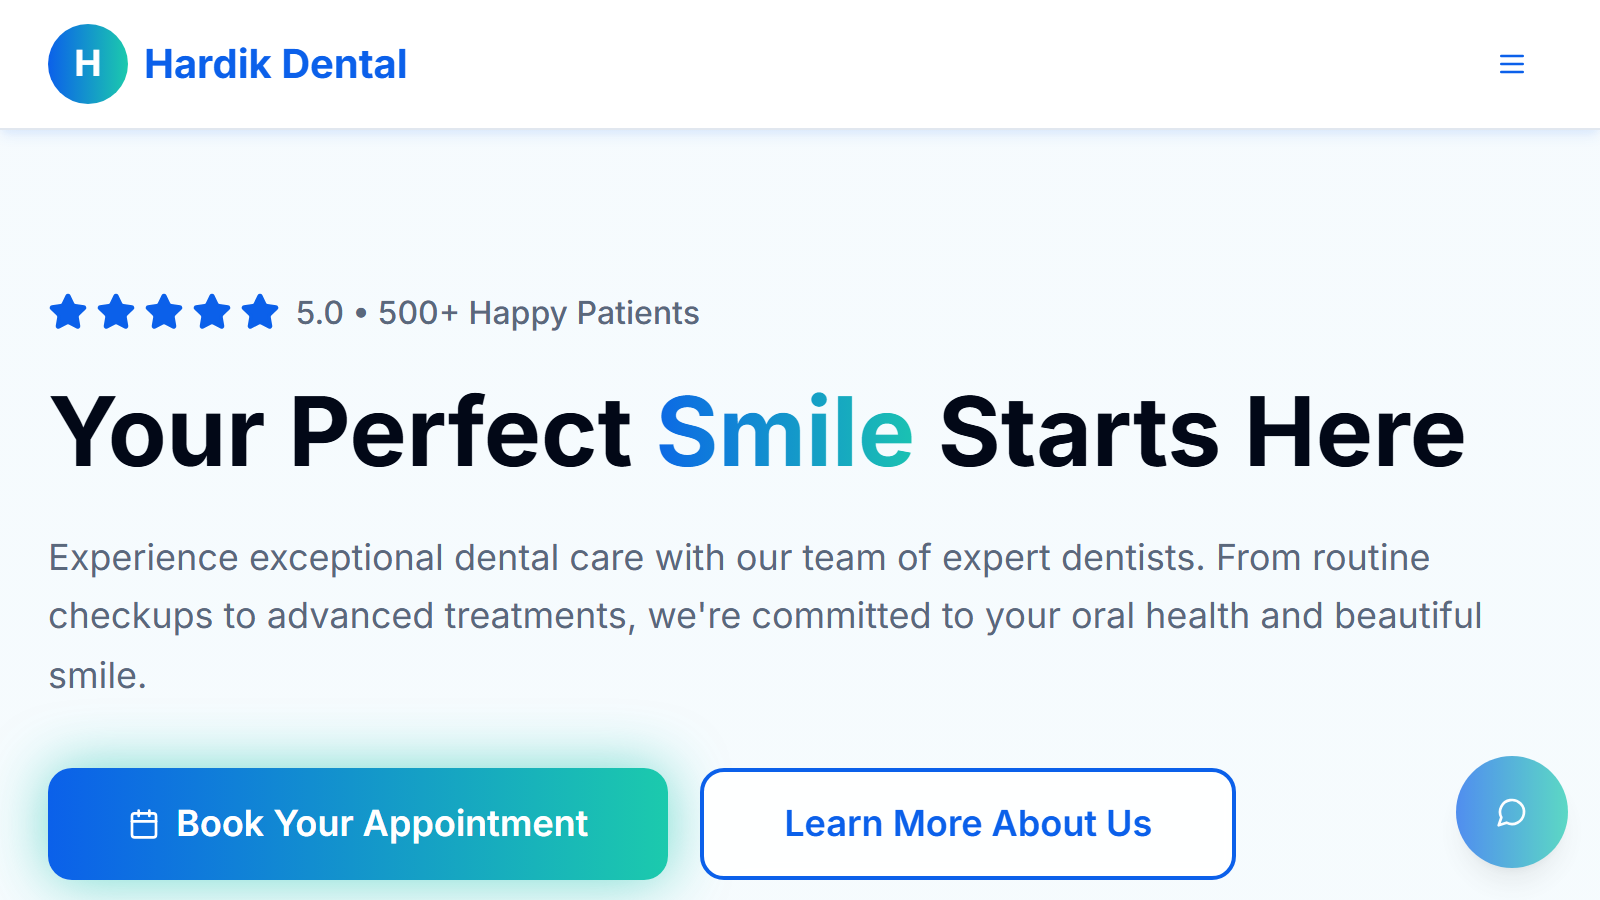 H Hardik Dental
5.0 • 500+ Happy Patients
Your Perfect Smile Starts Here
Experience exceptional dental care with our team of expert dentists. From routine
checkups to advanced treatments, we're committed to your oral health and beautiful
smile.
Book Your Appointment
Learn More About Us